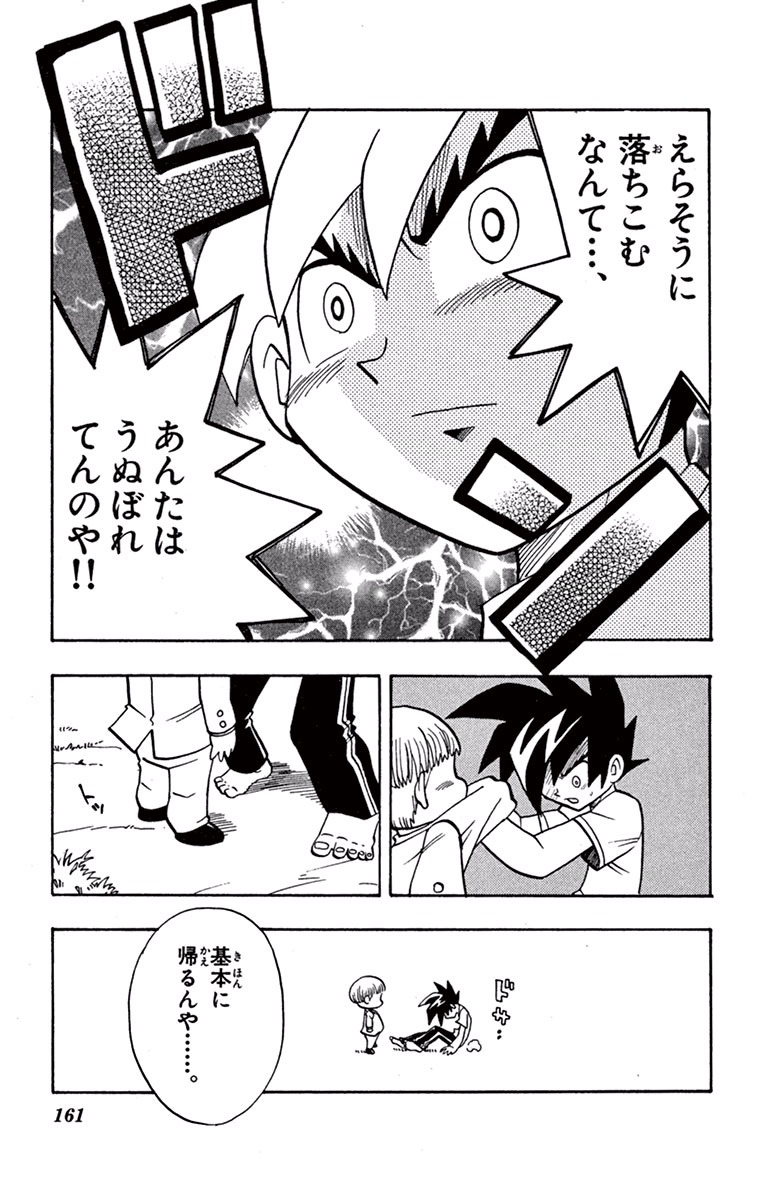 えらそうに
落ちこむ
なんて…、
ドン
あんたは
うぬぼれ
てんのや!!
トッ
ドサ…
基本に
帰るんや……。
161